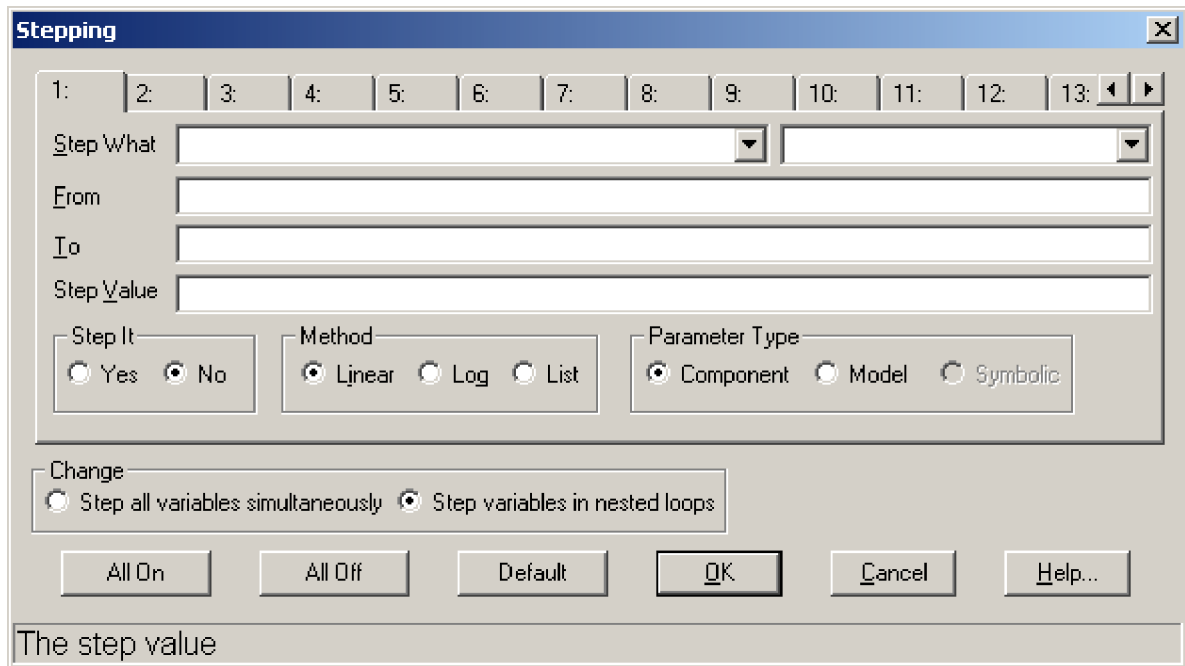 Stepping
1: 2: 3: 4: 5: 6: 7: 8: 9: 10: 11: 12: 13:
Step What
From
To
Step Value
Step It Method Parameter Type
Yes No Linear Log List Component Model Symbolic
Change
Step all variables simultaneously Step variables in nested loops
All On All Off Default OK Cancel Help...
The step value